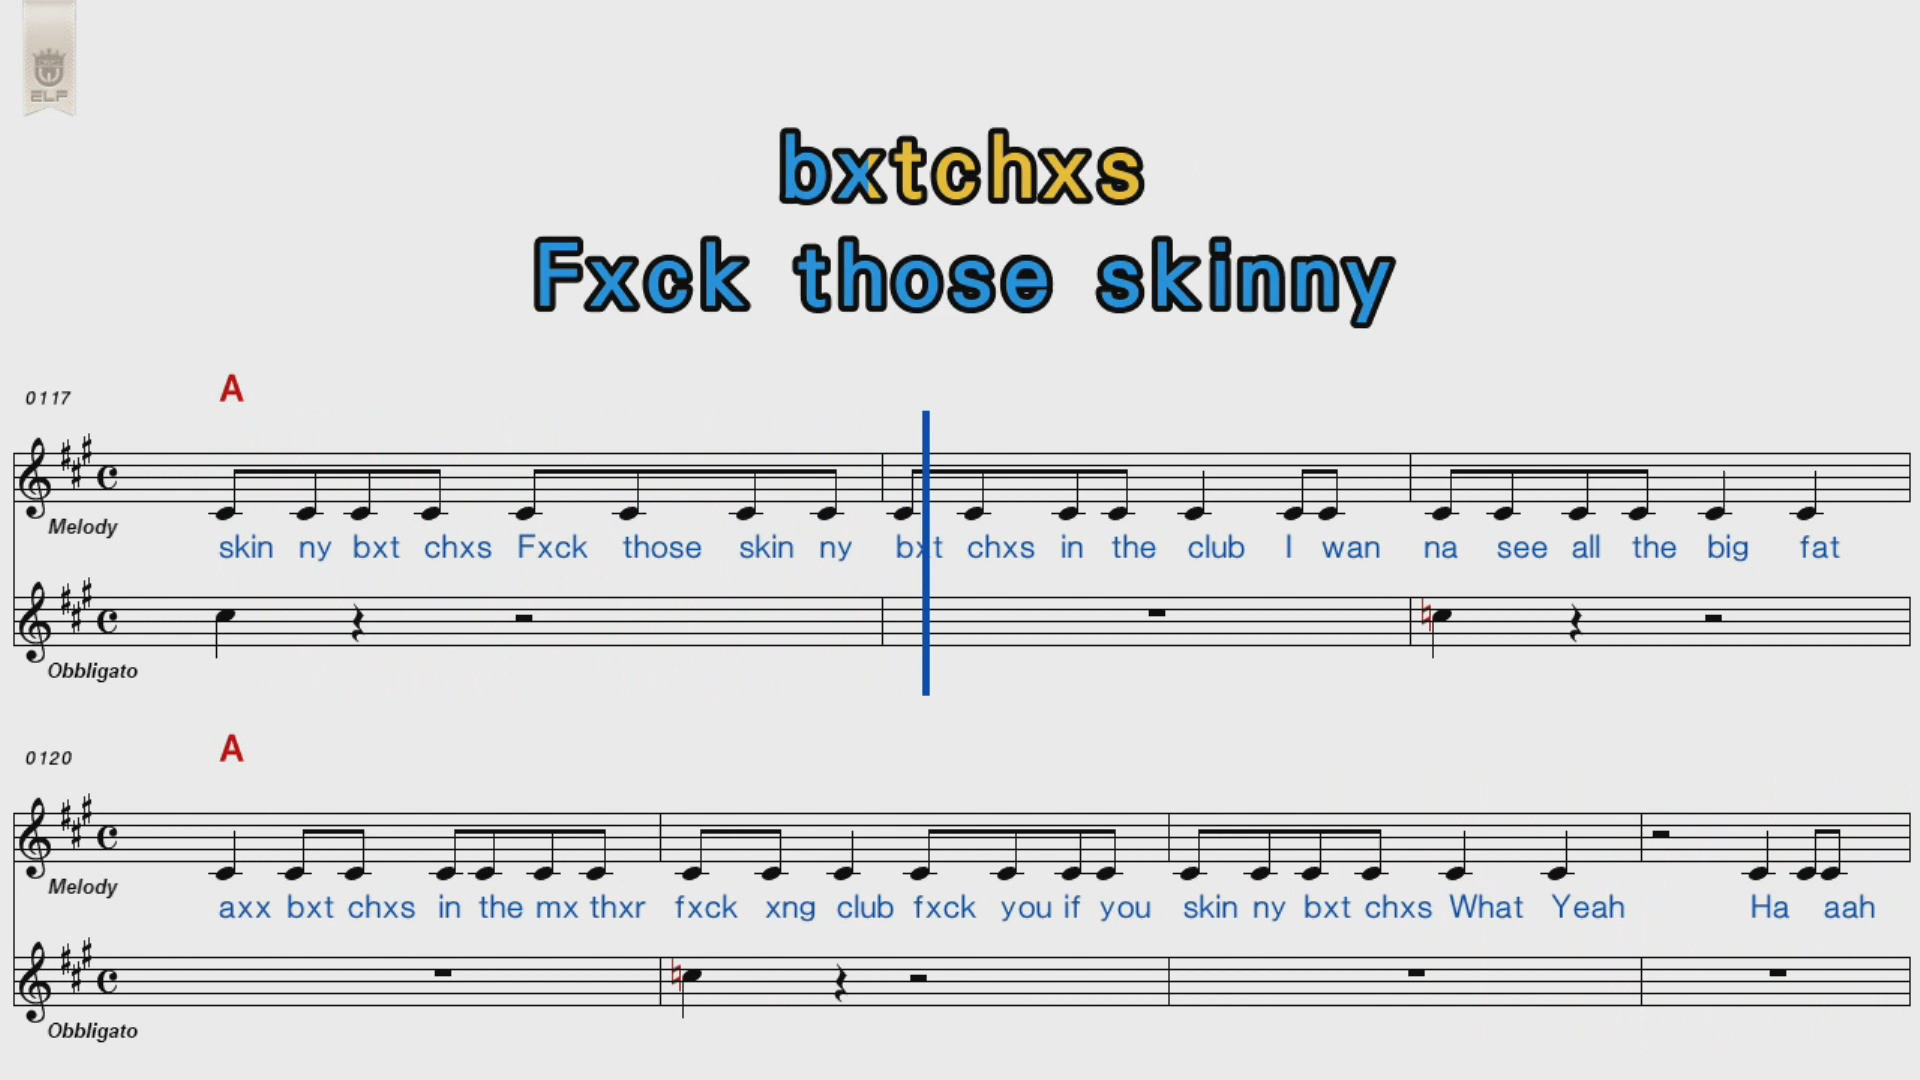 ELF
bxtchxs
Fxck those skinny
0117
A
Melody
skin ny bxt chxs Fxck those skin ny bxt chxs in the club I wan na see all the big fat
Obbligato
0120
A
Melody
axx bxt chxs in the mx thxr fxck xng club fxck you if you skin ny bxt chxs What Yeah Ha aah
Obbligato